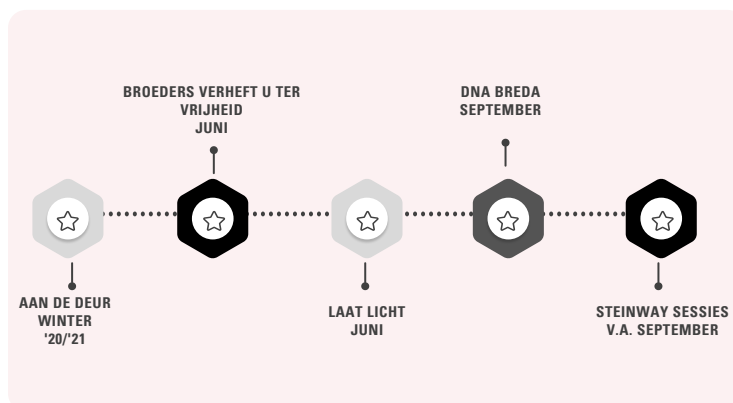 BROEDERS VERHEFT U TER
VRIJHEID
JUNI
DNA BREDA
SEPTEMBER
AAN DE DEUR
WINTER
'20/'21
LAAT LICHT
JUNI
STEINWAY SESSIES
V.A. SEPTEMBER